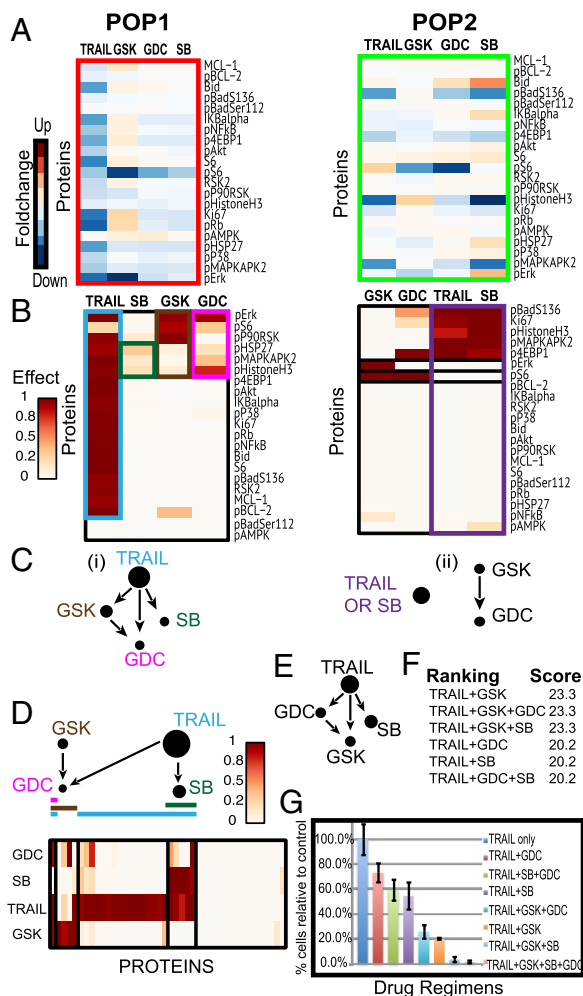 POP1
POP2
A
TRAIL GSK GDC SB
TRAIL GSK GDC SB
Up
Foldchange
Down
Proteins
MCL-1
pBCL-2
Bid
pBadS136
pBadSer112
IKBalpha
pNFkB
p4EBP1
pAkt
S6
pS6
RSK2
pP90RSK
pHistoneH3
Ki67
pRb
pAMPK
pHSP27
pP38
pMAPKAPK2
pErk
Proteins
MCL-1
pBCL-2
Bid
pBadS136
pBadSer112
IKBalpha
pNFkB
p4EBP1
pAkt
S6
pS6
RSK2
pP90RSK
pHistoneH3
Ki67
pRb
pAMPK
pHSP27
pP38
pMAPKAPK2
pErk
B
TRAIL SB GSK GDC
GSK GDC TRAIL SB
Effect
1
0.8
0.6
0.4
0.2
0
Proteins
pErk
pS6
pP90RSK
pHSP27
pMAPKAPK2
pHistoneH3
p4EBP1
pAkt
IKBalpha
pP38
Ki67
pRb
pNFkB
Bid
S6
pBadS136
RSK2
MCL-1
pBCL-2
pBadSer112
pAMPK
Proteins
pBadS136
Ki67
pHistoneH3
pMAPKAPK2
p4EBP1
pErk
pS6
pBCL-2
IKBalpha
RSK2
pP38
Bid
pAkt
pP90RSK
MCL-1
S6
pBadSer112
pRb
pHSP27
pNFkB
pAMPK
C
(i)
TRAIL
GSK
SB
GDC
(ii)
TRAIL
OR SB
GSK
GDC
D
GSK
TRAIL
GDC
SB
1
0.8
0.6
0.4
0.2
0
GDC
SB
TRAIL
GSK
PROTEINS
E
TRAIL
GDC
SB
GSK
F
Ranking Score
TRAIL+GSK 23.3
TRAIL+GSK+GDC 23.3
TRAIL+GSK+SB 23.3
TRAIL+GDC 20.2
TRAIL+SB 20.2
TRAIL+GDC+SB 20.2
G
% cells relative to control
100.0%
80.0%
60.0%
40.0%
20.0%
0.0%
TRAIL only
TRAIL+GDC
TRAIL+SB+GDC
TRAIL+SB
TRAIL+GSK+GDC
TRAIL+GSK
TRAIL+GSK+SB
TRAIL+GSK+SB+GDC
Drug Regimens